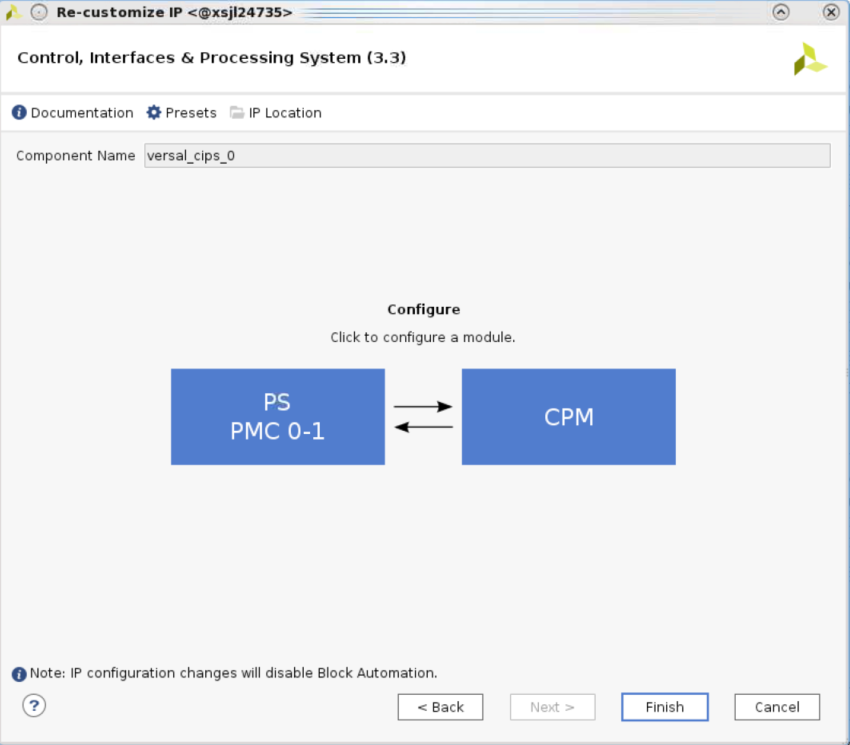 Re-customize IP <@xsjl24735>
Control, Interfaces & Processing System (3.3)
Documentation Presets IP Location
Component Name versal_cips_0
Configure
Click to configure a module.
PS
PMC 0-1
CPM
Note: IP configuration changes will disable Block Automation.
? < Back Next > Finish Cancel